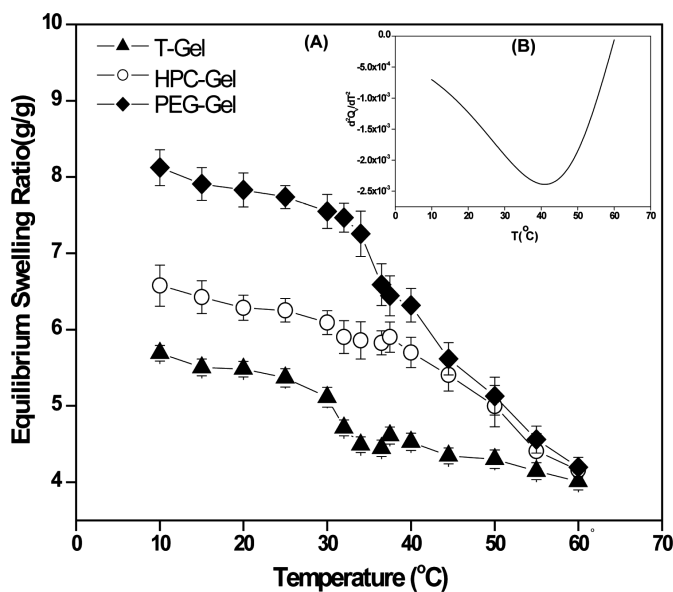 10
9
8
7
6
5
4
Equilibrium Swelling Ratio(g/g)
T-Gel
HPC-Gel
PEG-Gel
(A)
(B)
0.0
-5.0x10⁻⁴
-1.0x10⁻³
-1.5x10⁻³
-2.0x10⁻³
-2.5x10⁻³
d²Qᵥ/dT²
0 10 20 30 40 50 60 70
T(°C)
0 10 20 30 40 50 60 70
Temperature (°C)